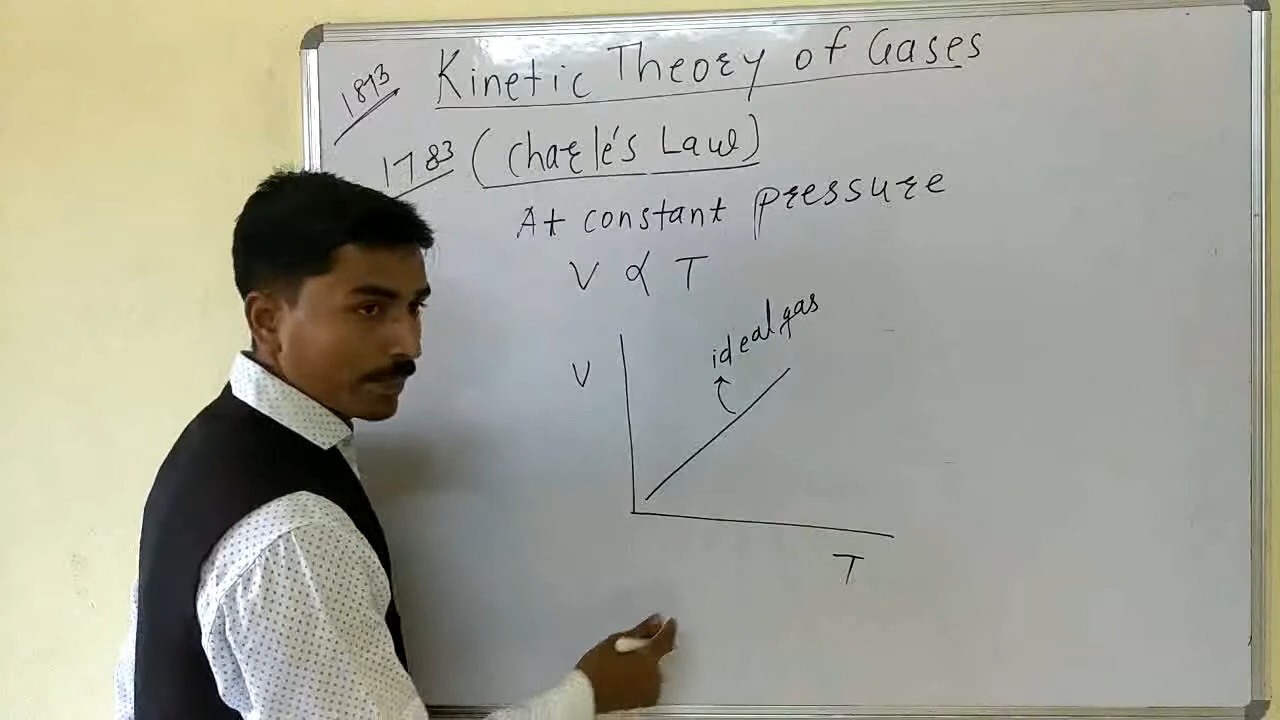 1873 Kinetic Theory of Gases
1783 (Charle's Law)
At constant pressure
V ∝ T
ideal gas
V
T